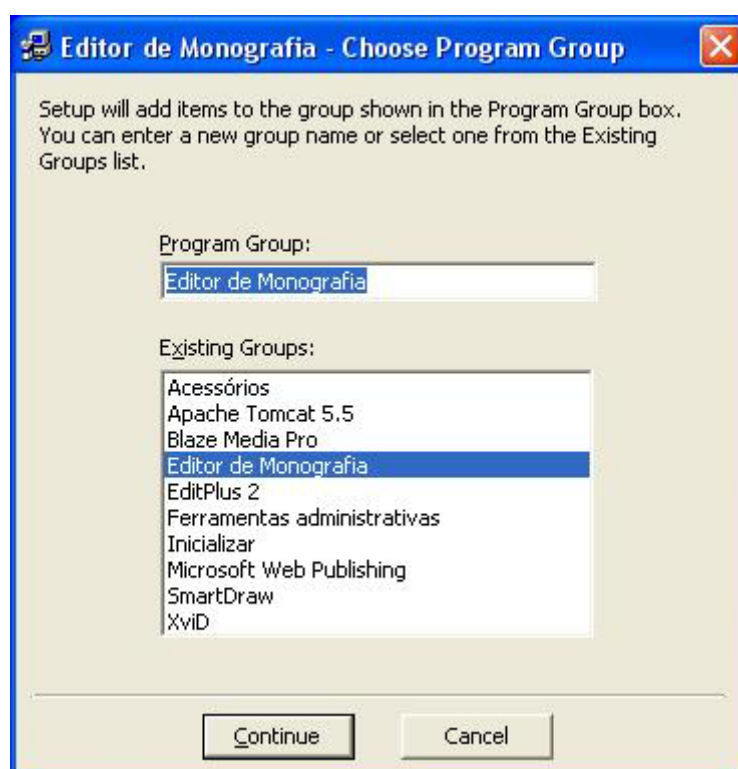 Editor de Monografia - Choose Program Group
Setup will add items to the group shown in the Program Group box.
You can enter a new group name or select one from the Existing
Groups list.
Program Group:
Editor de Monografia
Existing Groups:
Acessórios
Apache Tomcat 5.5
Blaze Media Pro
Editor de Monografia
EditPlus 2
Ferramentas administrativas
Inicializar
Microsoft Web Publishing
SmartDraw
XviD
Continue Cancel